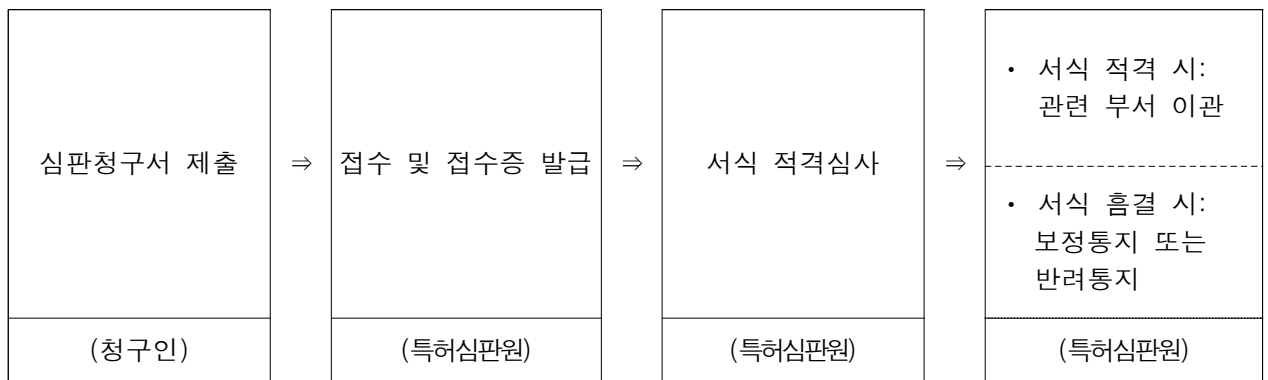 심판청구서 제출
(청구인)
⇒
접수 및 접수증 발급
(특허심판원)
⇒
서식 적격심사
(특허심판원)
⇒
• 서식 적격 시:
관련 부서 이관
• 서식 흠결 시:
보정통지 또는
반려통지
(특허심판원)